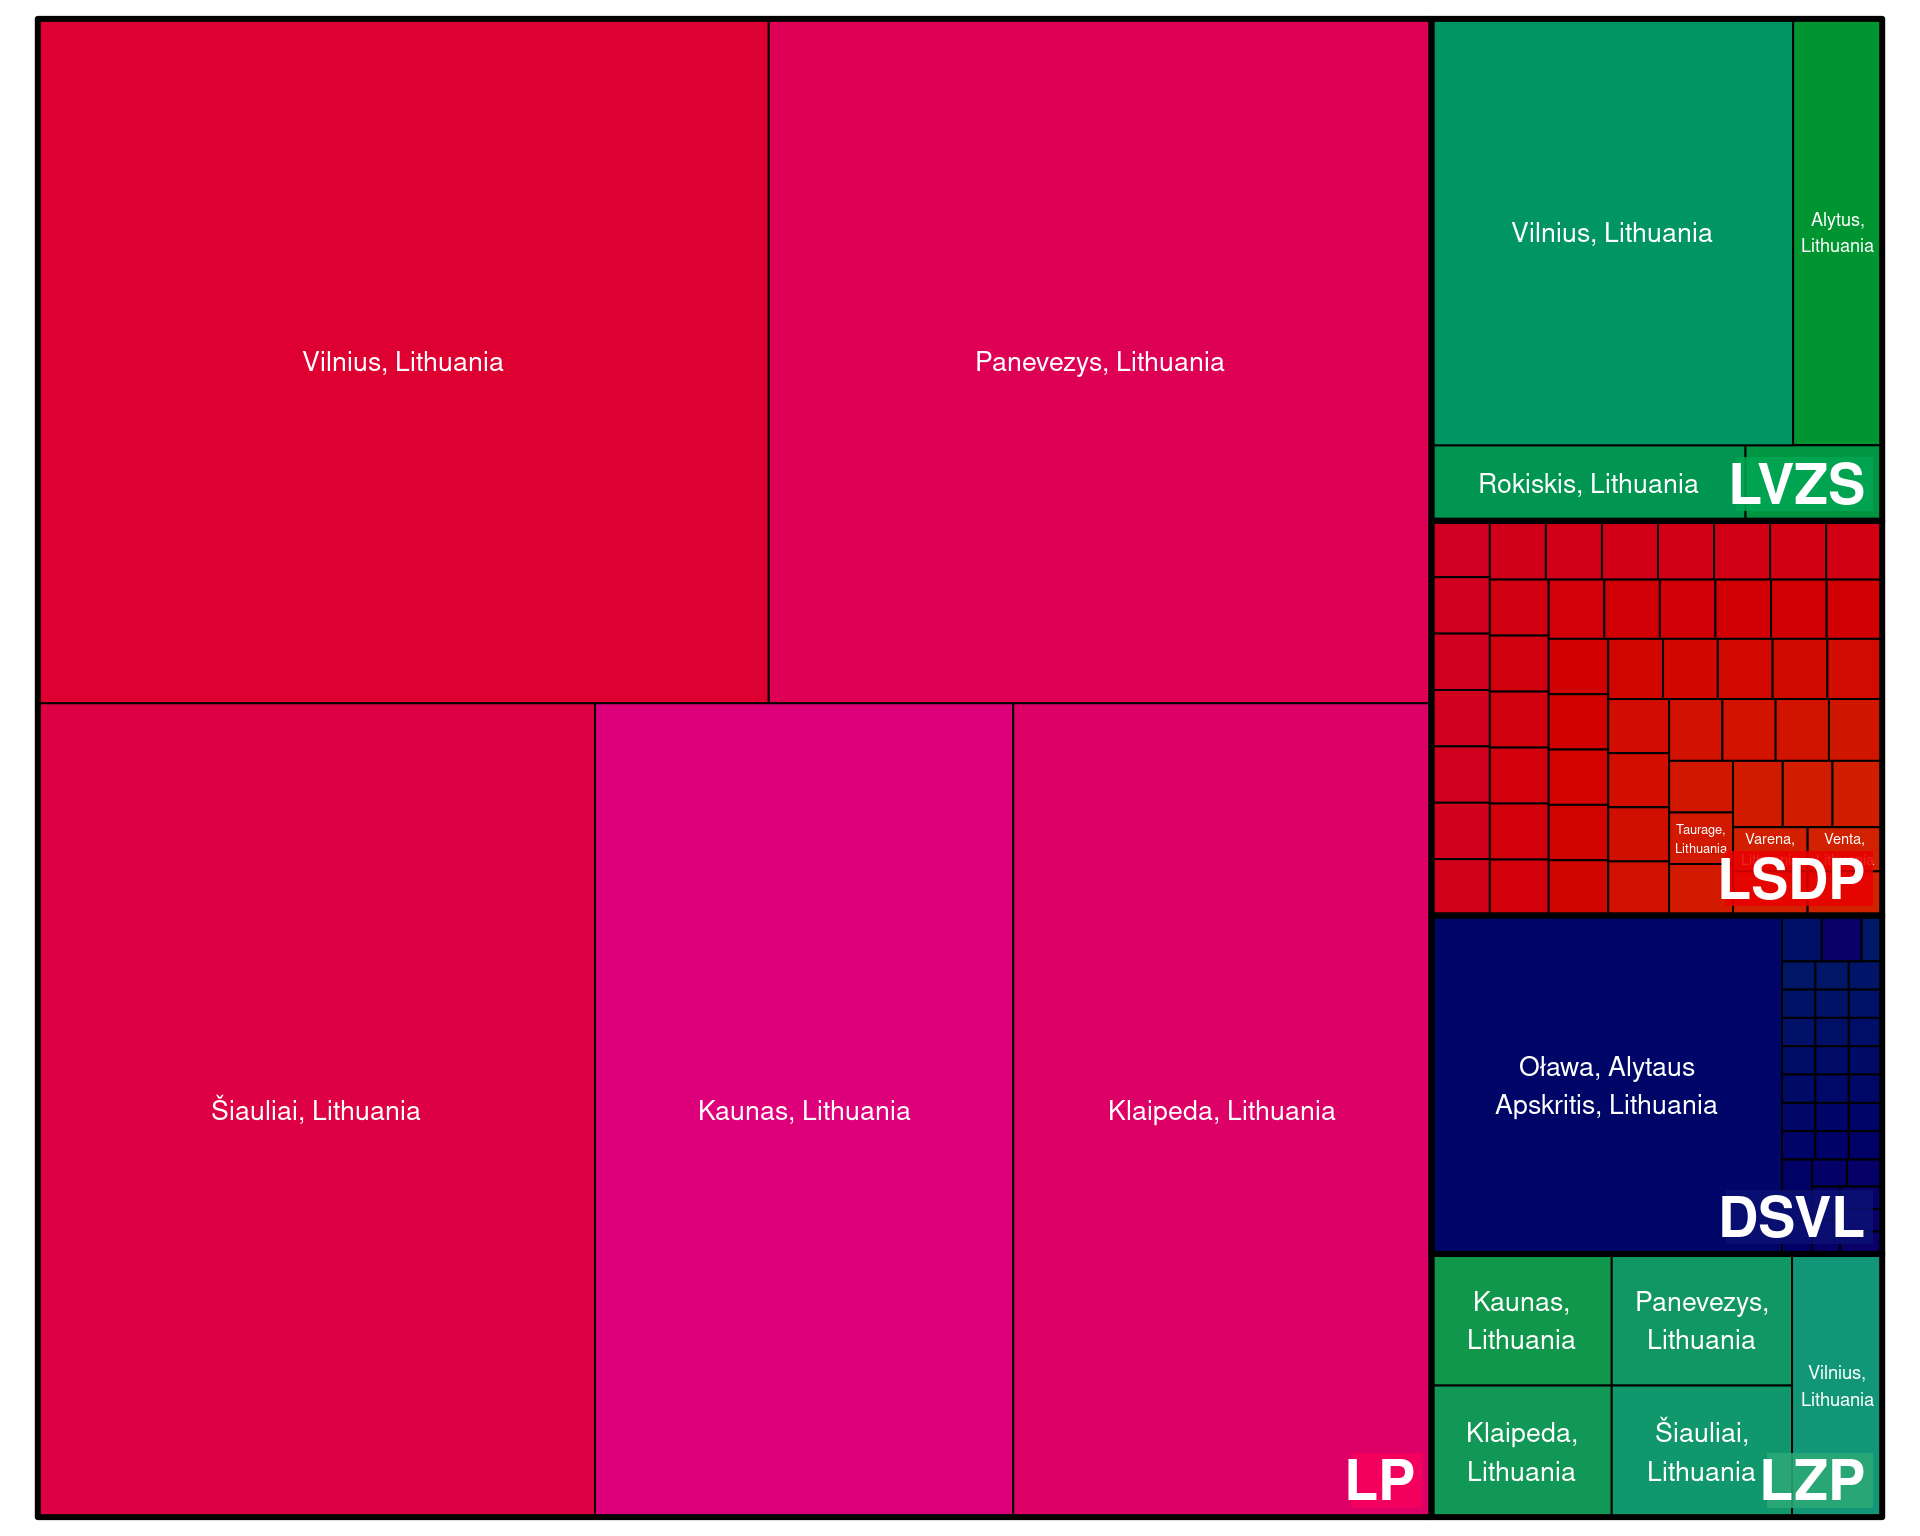 Vilnius, Lithuania
Panevezys, Lithuania
Šiauliai, Lithuania
Kaunas, Lithuania
Klaipeda, Lithuania
LP
Vilnius, Lithuania
Alytus,
Lithuania
Rokiskis, Lithuania
LVZS
Taurage,
Lithuania
Varena,
Venta,
LSDP
Oława, Alytaus
Apskritis, Lithuania
DSVL
Kaunas,
Lithuania
Panevezys,
Lithuania
Klaipeda,
Lithuania
Šiauliai,
Lithuania
Vilnius,
Lithuania
LZP